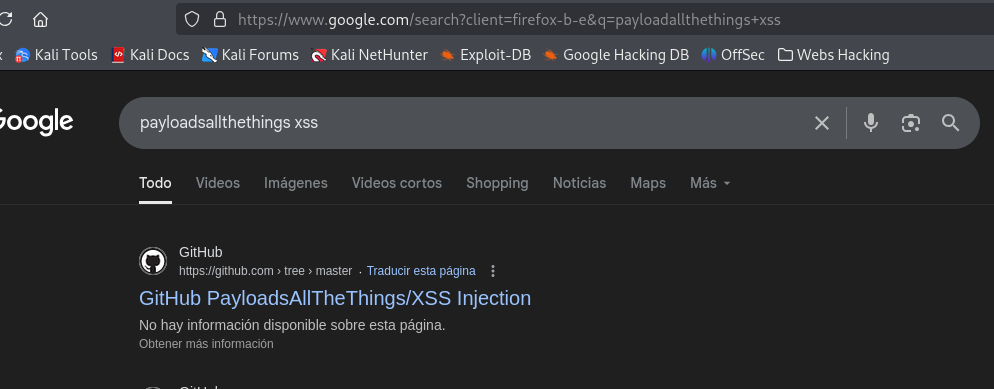 https://www.google.com/search?client=firefox-b-e&q=payloadallthethings+xss
Kali Tools Kali Docs Kali Forums Kali NetHunter Exploit-DB Google Hacking DB OffSec Webs Hacking
Google payloadsallthethings xss
Todo Videos Imágenes Videos cortos Shopping Noticias Maps Más
GitHub
https://github.com › tree › master · Traducir esta página
GitHub PayloadsAllTheThings/XSS Injection
No hay información disponible sobre esta página.
Obtener más información